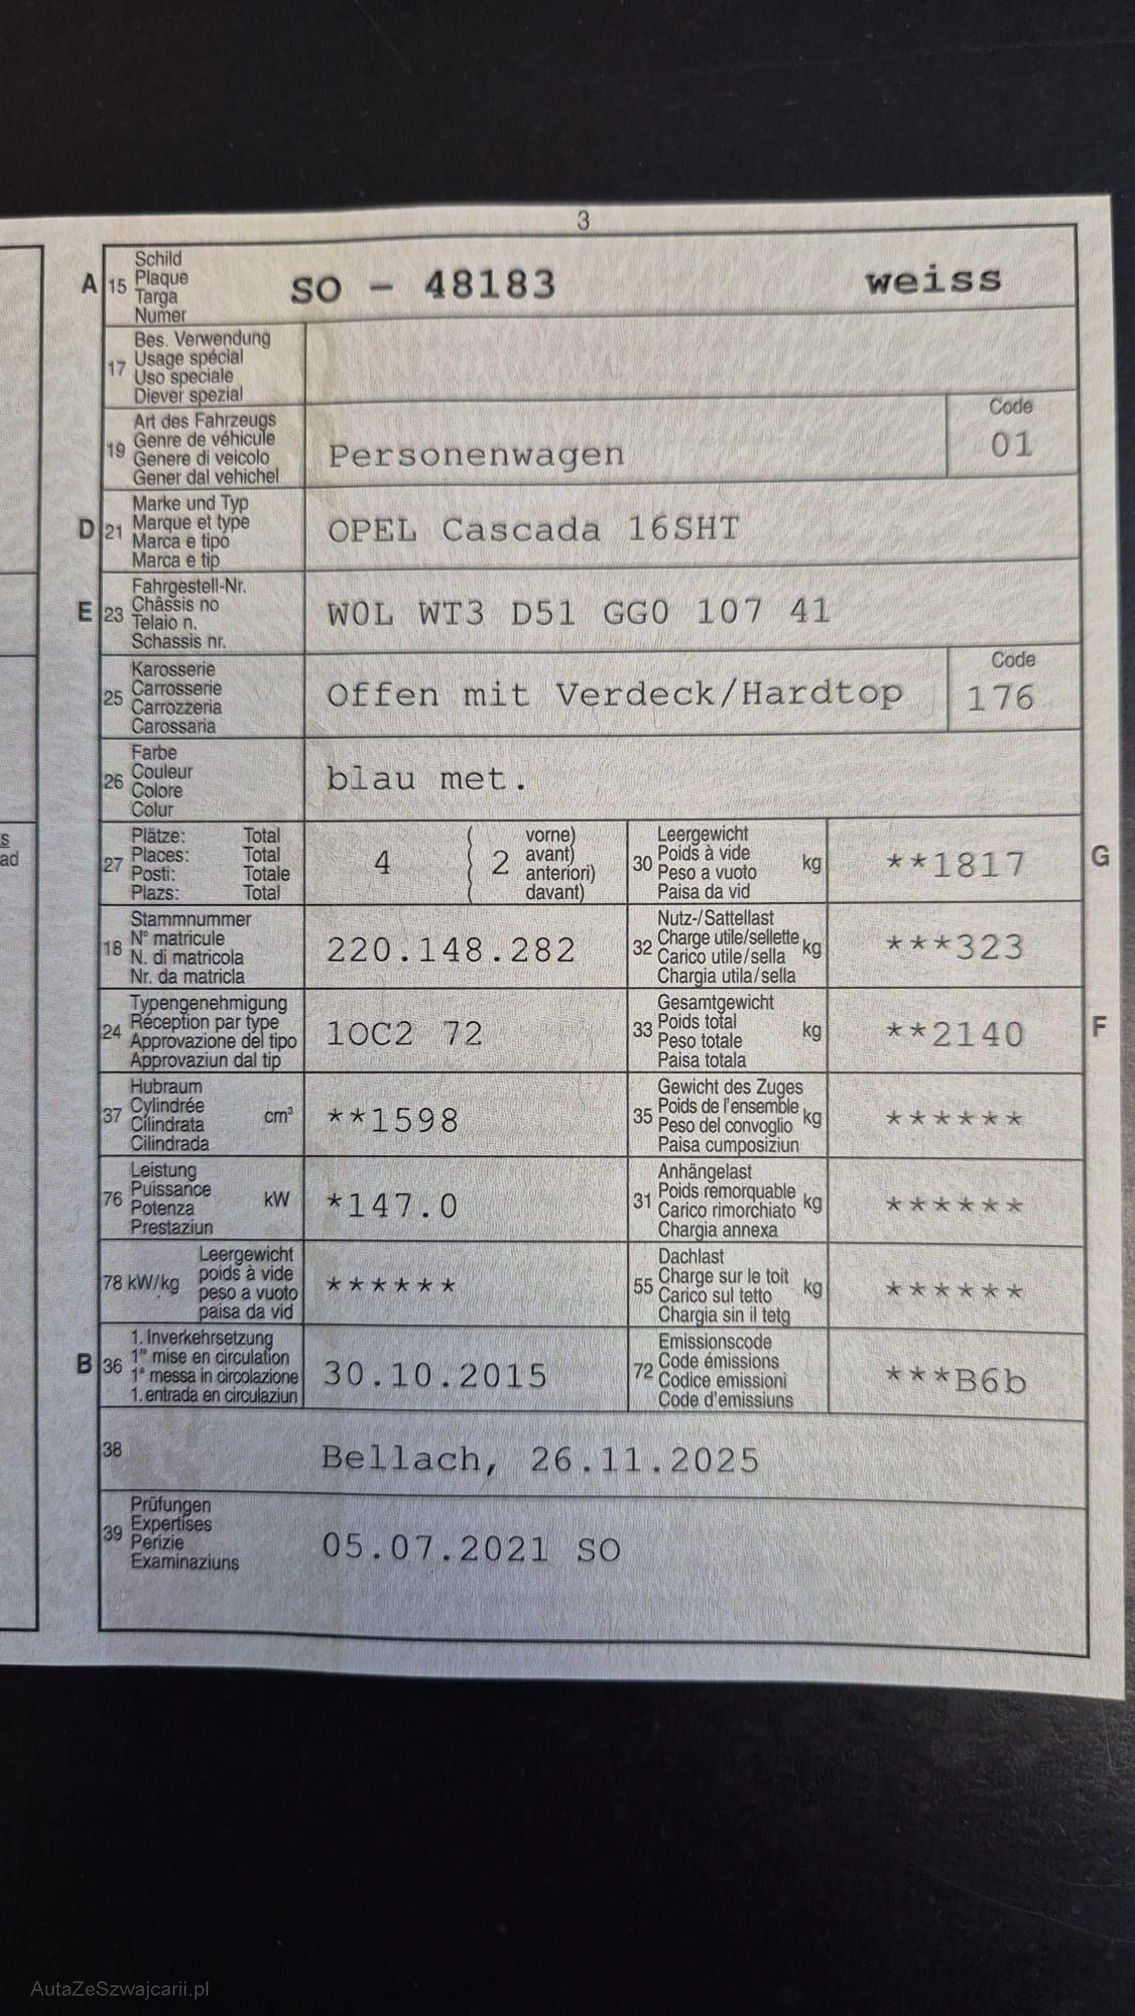 3
A 15 Schild
Plaque
Targa
Numer
SO - 48183 weiss
17 Bes. Verwendung
Usage spécial
Uso speciale
Diever spezial
19 Art des Fahrzeugs
Genre de véhicule
Genere di veicolo
Gener dal vehichel
Personenwagen
Code
01
D 21 Marke und Typ
Marque et type
Marca e tipo
Marca e tip
OPEL Cascada 16SHT
E 23 Fahrgestell-Nr.
Châssis no
Telaio n.
Schassis nr.
W0L WT3 D51 GG0 107 41
25 Karosserie
Carrosserie
Carrozzeria
Carossaria
Offen mit Verdeck/Hardtop
Code
176
26 Farbe
Couleur
Colore
Colur
blau met.
s
ad
27 Plätze: Total
Places: Total
Posti: Totale
Plazs: Total
4 ( 2 vorne)
avant)
anteriori)
davant)
30 Leergewicht
Poids à vide
Peso a vuoto
Paisa da vid
kg **1817 G
18 Stammnummer
N° matricule
N. di matricola
Nr. da matricla
220.148.282
32 Nutz-/Sattellast
Charge utile/sellette
Carico utile/sella
Chargia utila/sella
kg ***323
24 Typengenehmigung
Réception par type
Approvazione del tipo
Approvaziun dal tip
1OC2 72
33 Gesamtgewicht
Poids total
Peso totale
Paisa totala
kg **2140 F
37 Hubraum
Cylindrée
Cilindrata
Cilindrada
cm³ **1598
35 Gewicht des Zuges
Poids de l'ensemble
Peso del convoglio
Paisa cumposiziun
kg ******
76 Leistung
Puissance
Potenza
Prestaziun
kW *147.0
31 Anhängelast
Poids remorquable
Carico rimorchiato
Chargia annexa
kg ******
78 kW/kg Leergewicht
poids à vide
peso a vuoto
paisa da vid
******
55 Dachlast
Charge sur le toit
Carico sul tetto
Chargia sin il tetg
kg ******
B 36 1. Inverkehrsetzung
1re mise en circulation
1a messa in circolazione
1. entrada en circulaziun
30.10.2015
72 Emissionscode
Code émissions
Codice emissioni
Code d'emissiuns
***B6b
38 Bellach, 26.11.2025
39 Prüfungen
Expertises
Perizie
Examinaziuns
05.07.2021 SO
AutaZeSzwajcarii.pl